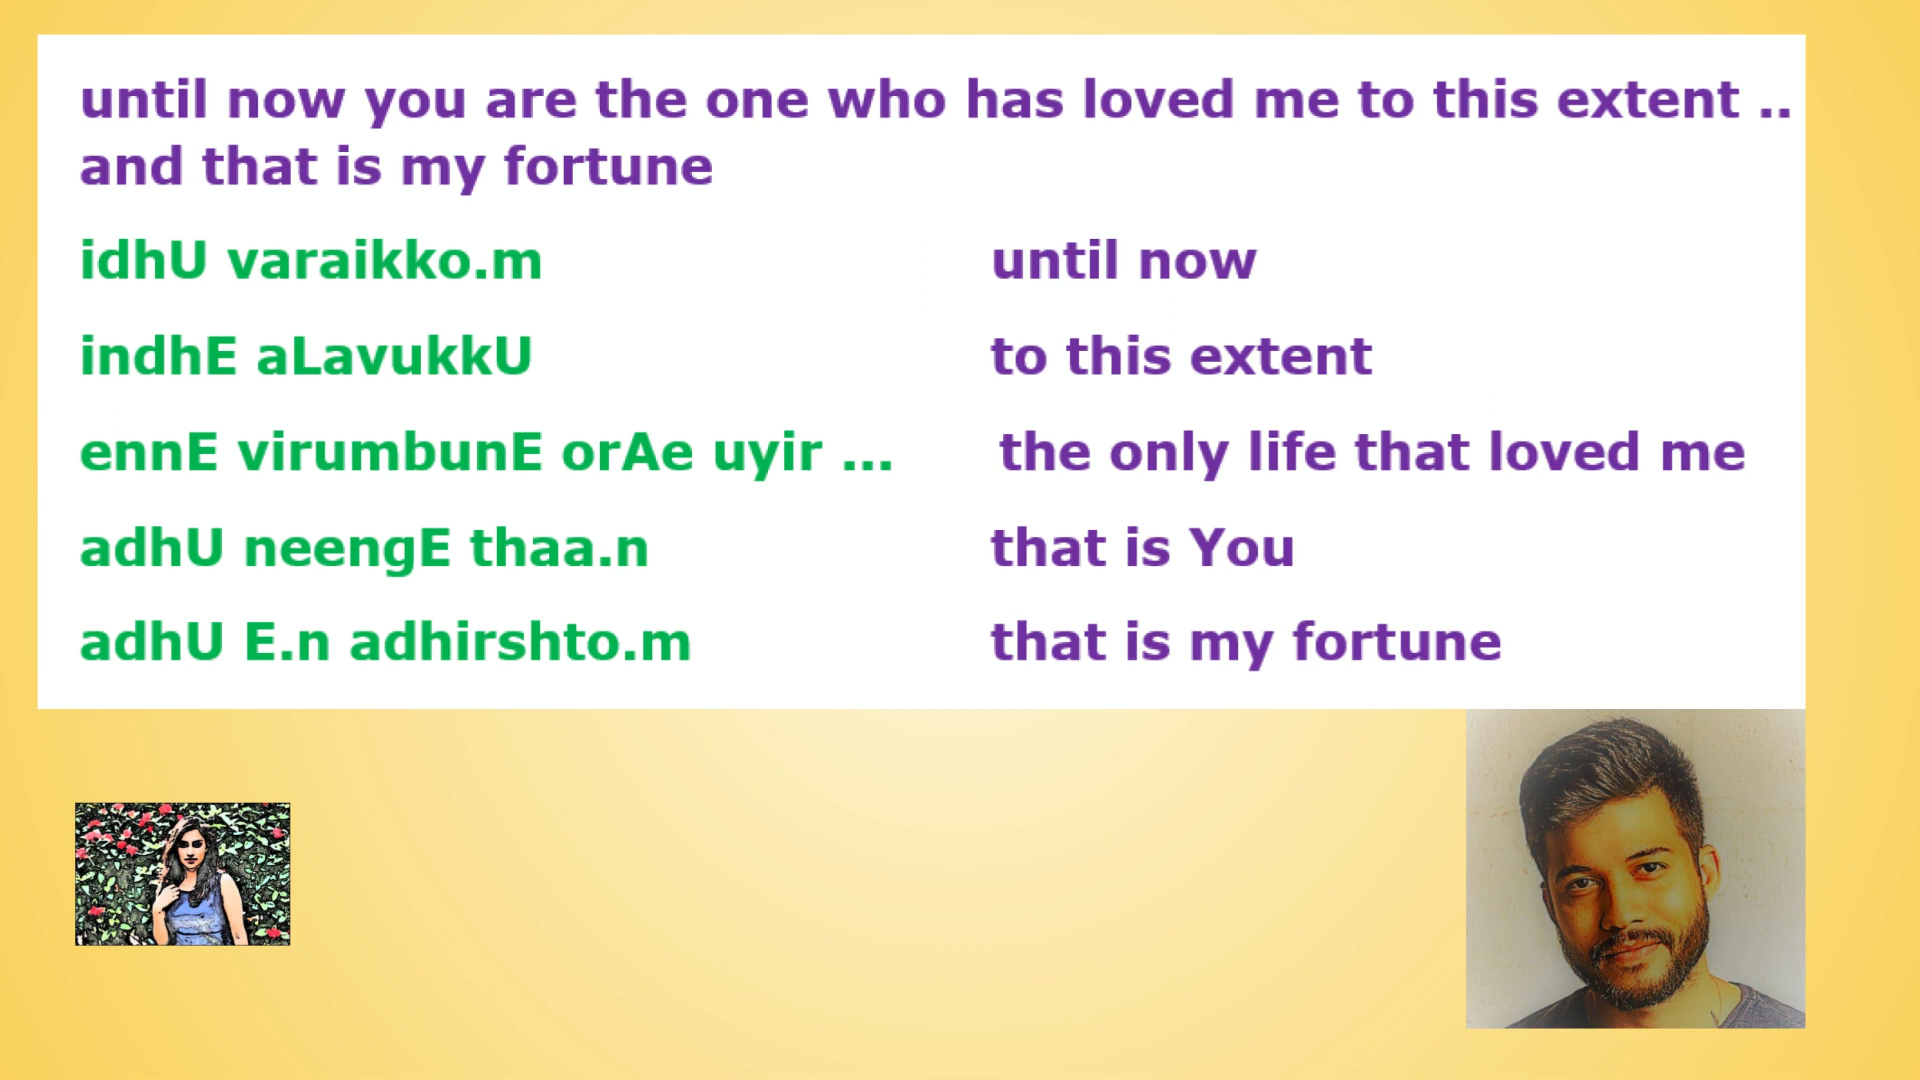 until now you are the one who has loved me to this extent ..
and that is my fortune
idhU varaikko.m until now
indhE aLavukkU to this extent
ennE virumbunE orAe uyir ... the only life that loved me
adhU neengE thaa.n that is You
adhU E.n adhirshto.m that is my fortune